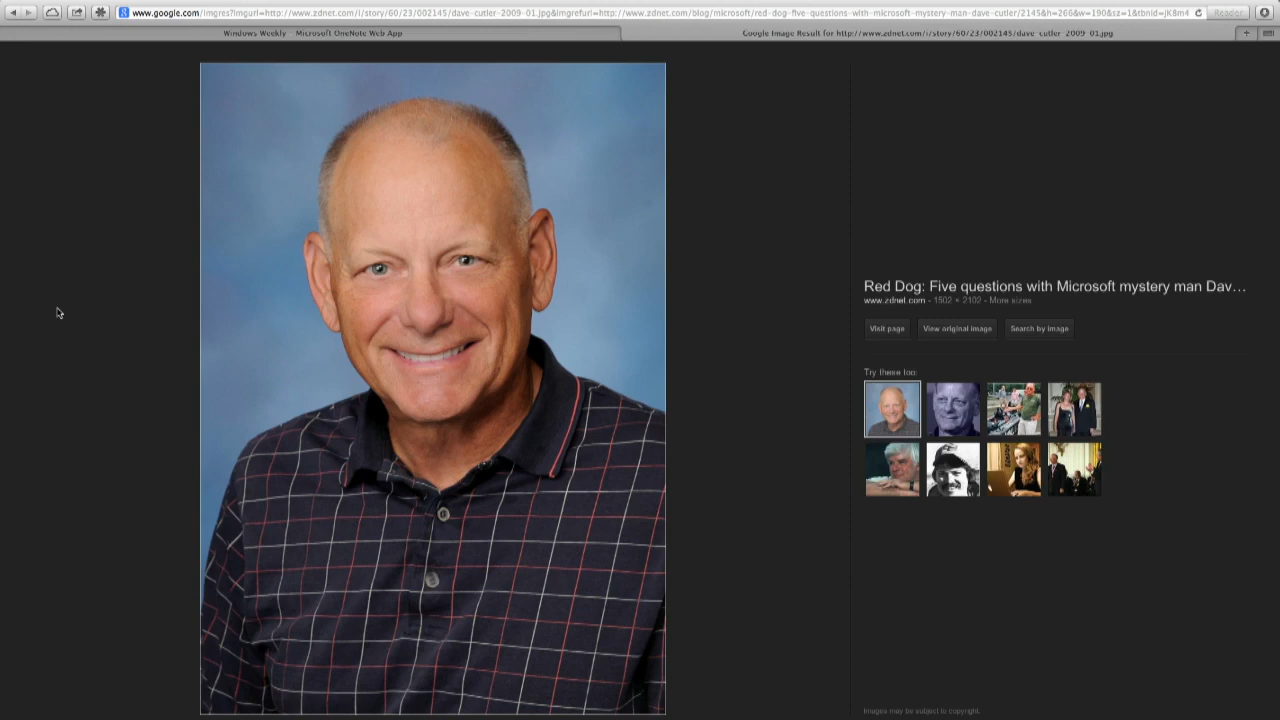 www.google.com/imgres?imgurl=http://www.zdnet.com/i/story/60/23/002145/dave-cutler-2009-01.jpg&imgrefurl=http://www.zdnet.com/blog/microsoft/red-dog-five-questions-with-microsoft-mystery-man-dave-cutler/2145&h=266&w=190&sz=1&tbnid=jK8m4
Reader
Windows Weekly – Microsoft OneNote Web App
Google Image Result for http://www.zdnet.com/i/story/60/23/002145/dave-cutler-2009-01.jpg
Red Dog: Five questions with Microsoft mystery man Dav...
www.zdnet.com - 1502 × 2102 - More sizes
Visit page
View original image
Search by image
Try these too:
Images may be subject to copyright.